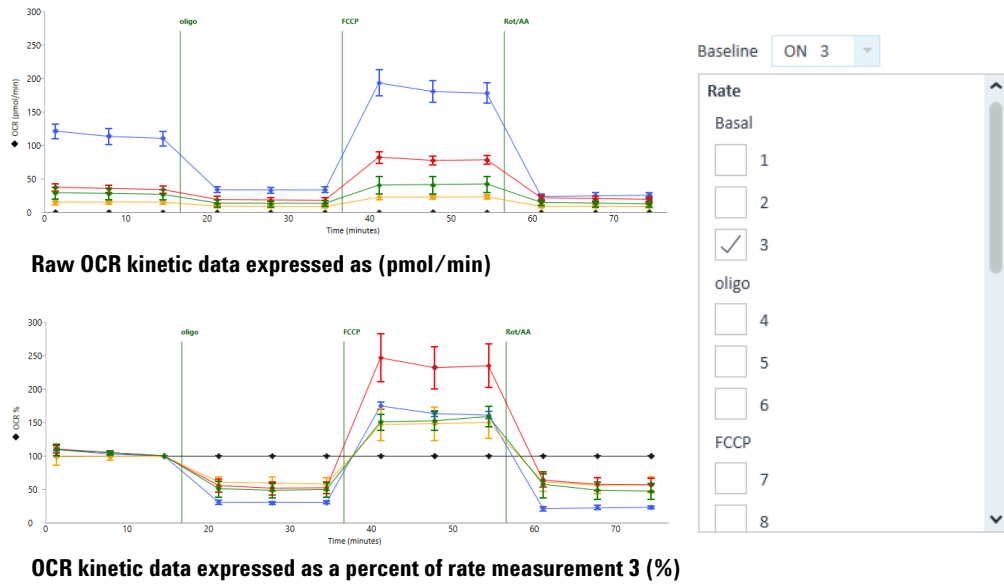 300
250
200
150
100
50
0
◆ OCR (pmol/min)
oligo
FCCP
Rot/AA
0 10 20 30 40 50 60 70
Time (minutes)
Raw OCR kinetic data expressed as (pmol/min)
300
250
200
150
100
50
0
◆ OCR %
oligo
FCCP
Rot/AA
0 10 20 30 40 50 60 70
Time (minutes)
OCR kinetic data expressed as a percent of rate measurement 3 (%)
Baseline ON 3
Rate
Basal
1
2
3
oligo
4
5
6
FCCP
7
8